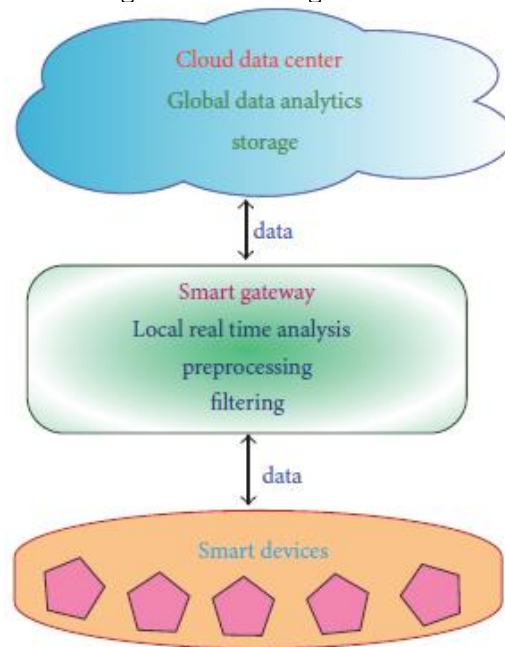 Cloud data center
Global data analytics
storage
data
Smart gateway
Local real time analysis
preprocessing
filtering
data
Smart devices